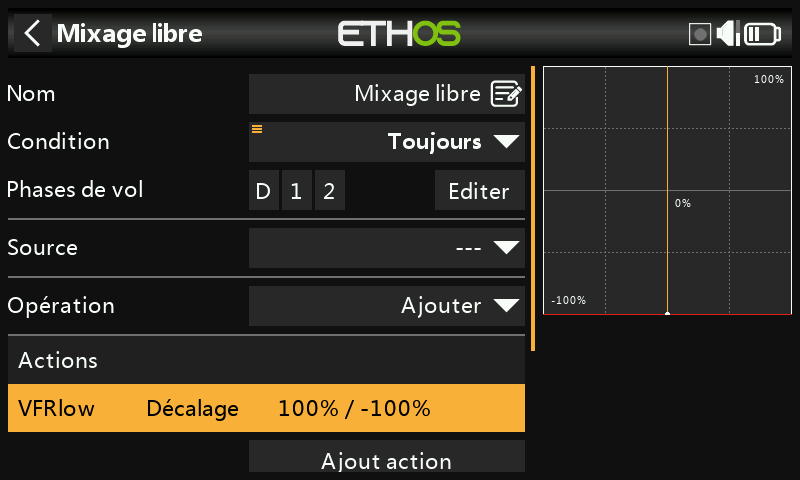 Mixage libre
ETHOS
Nom Mixage libre
Condition Toujours
Phases de vol D 1 2 Editer
Source ---
Opération Ajouter
Actions
VFRlow Décalage 100% / -100%
Ajout action
100%
0%
-100%